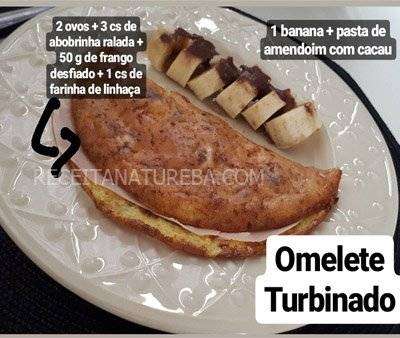 2 ovos + 3 cs de
abobrinha ralada +
50 g de frango
desfiado + 1 cs de
farinha de linhaça
1 banana + pasta de
amendoim com cacau
RECEITANATUREBA.COM
Omelete
Turbinado